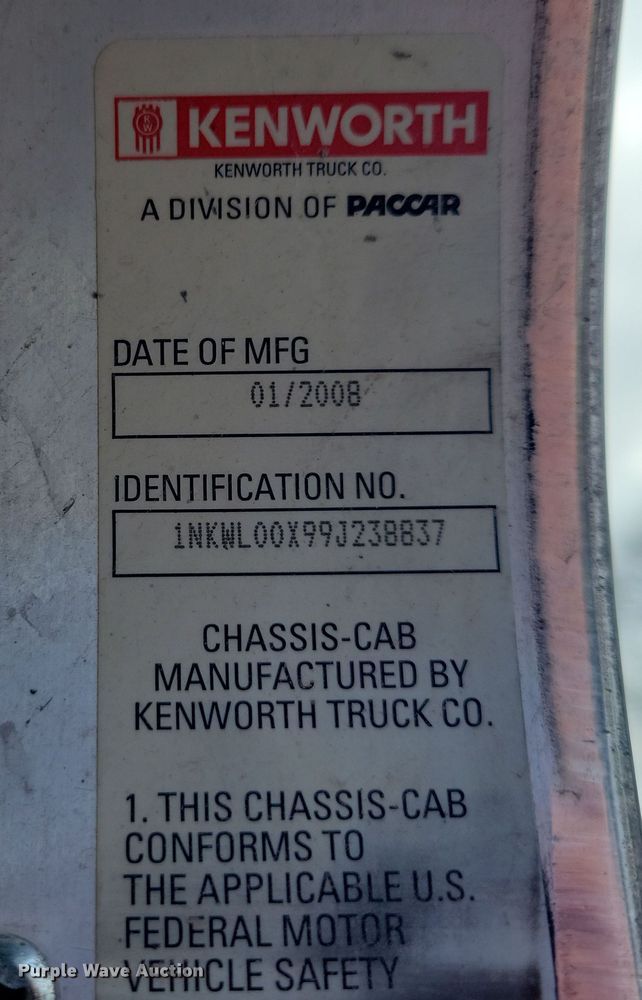 KW KENWORTH
KENWORTH TRUCK CO.
A DIVISION OF PACCAR
DATE OF MFG
01/2008
IDENTIFICATION NO.
1NKWL00X99J238837
CHASSIS-CAB
MANUFACTURED BY
KENWORTH TRUCK CO.
1. THIS CHASSIS-CAB
CONFORMS TO
THE APPLICABLE U.S.
FEDERAL MOTOR
VEHICLE SAFETY
Purple Wave Auction